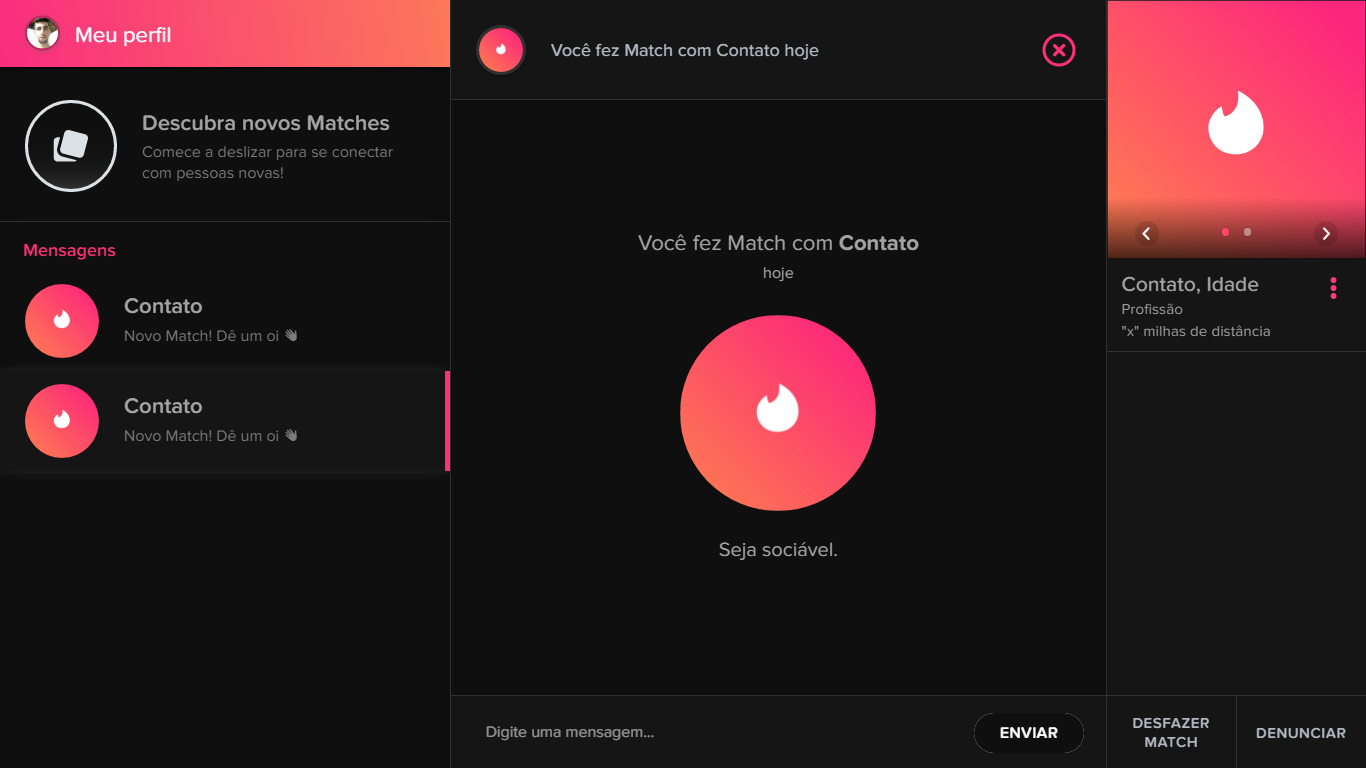 Meu perfil
Descubra novos Matches
Comece a deslizar para se conectar
com pessoas novas!
Mensagens
Contato
Novo Match! Dê um oi 👋
Contato
Novo Match! Dê um oi 👋
Você fez Match com Contato hoje
Você fez Match com Contato
hoje
Seja sociável.
Digite uma mensagem...
ENVIAR
Contato, Idade
Profissão
"x" milhas de distância
DESFAZER
MATCH
DENUNCIAR